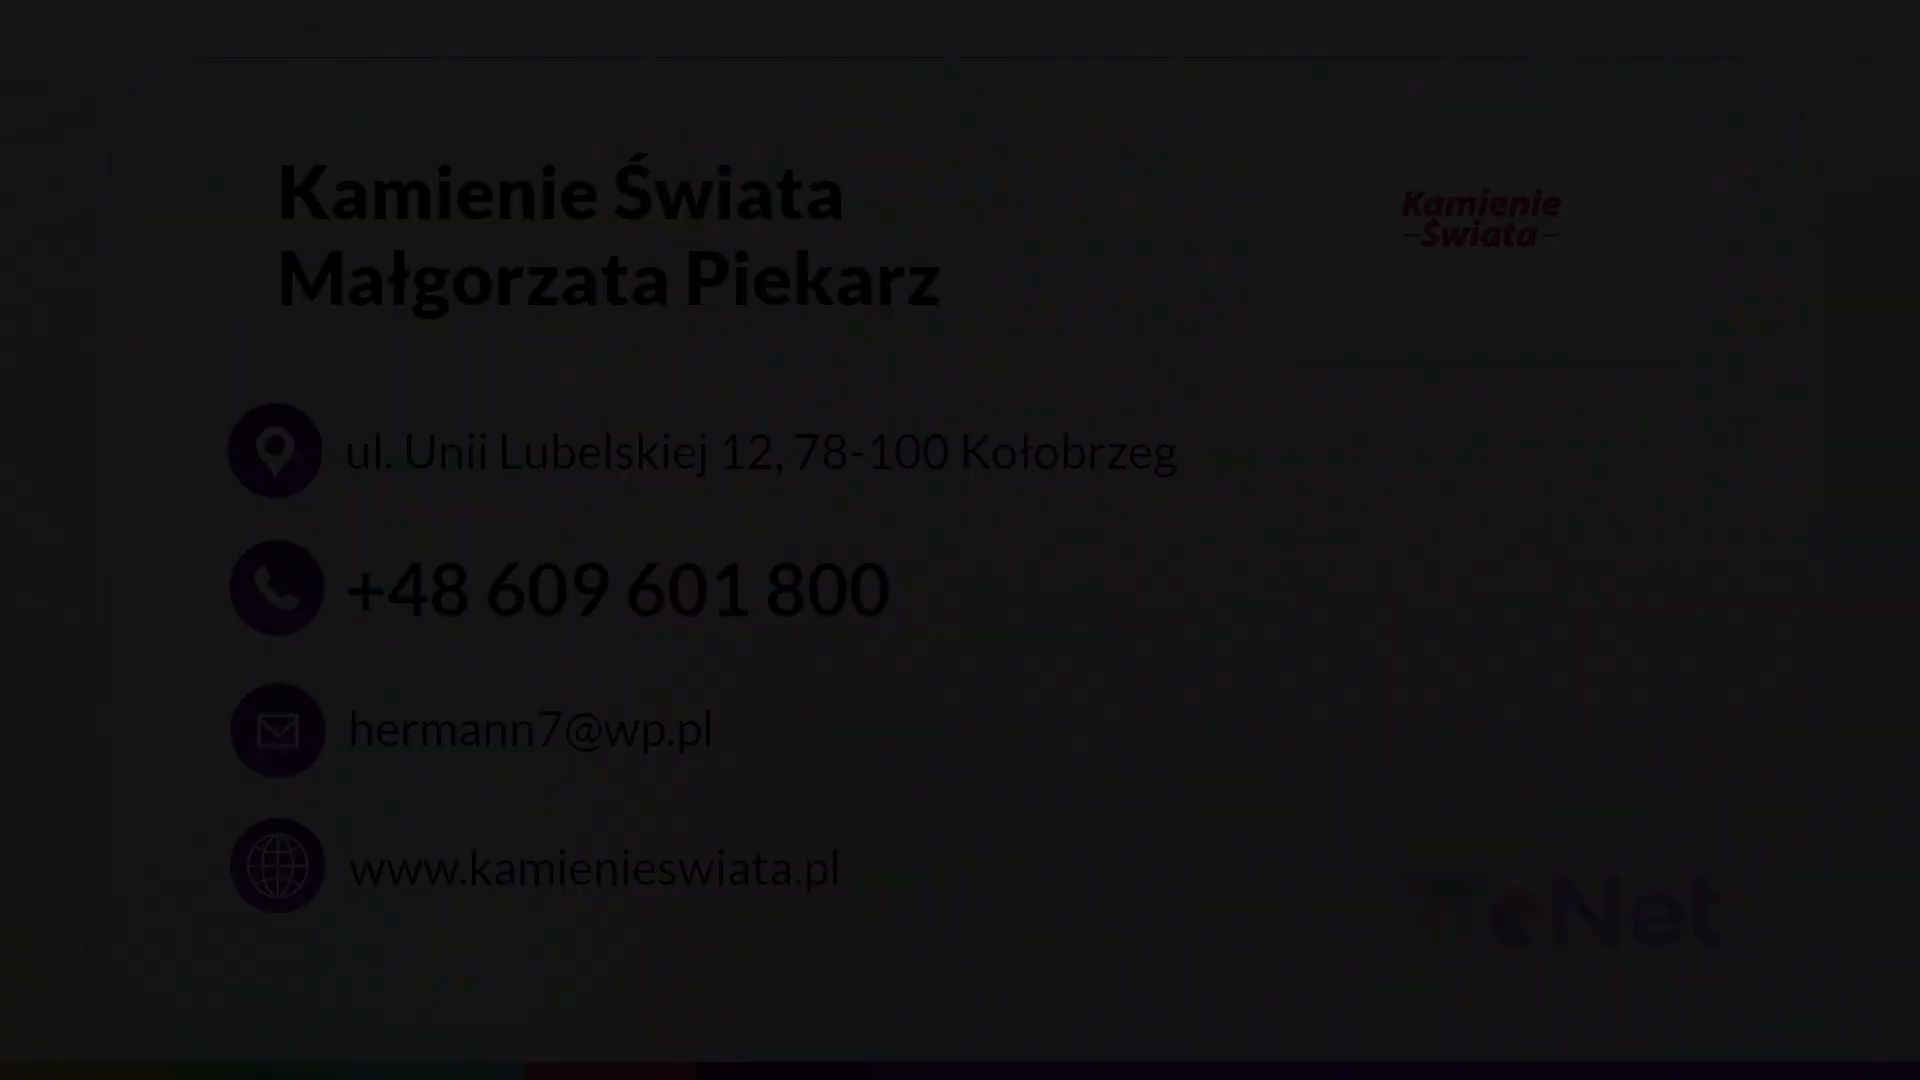 Kamienie Świata
Małgorzata Piekarz
Kamienie
Świata
ul. Unii Lubelskiej 12, 78-100 Kołobrzeg
+48 609 601 800
hermann7@wp.pl
www.kamienieswiata.pl